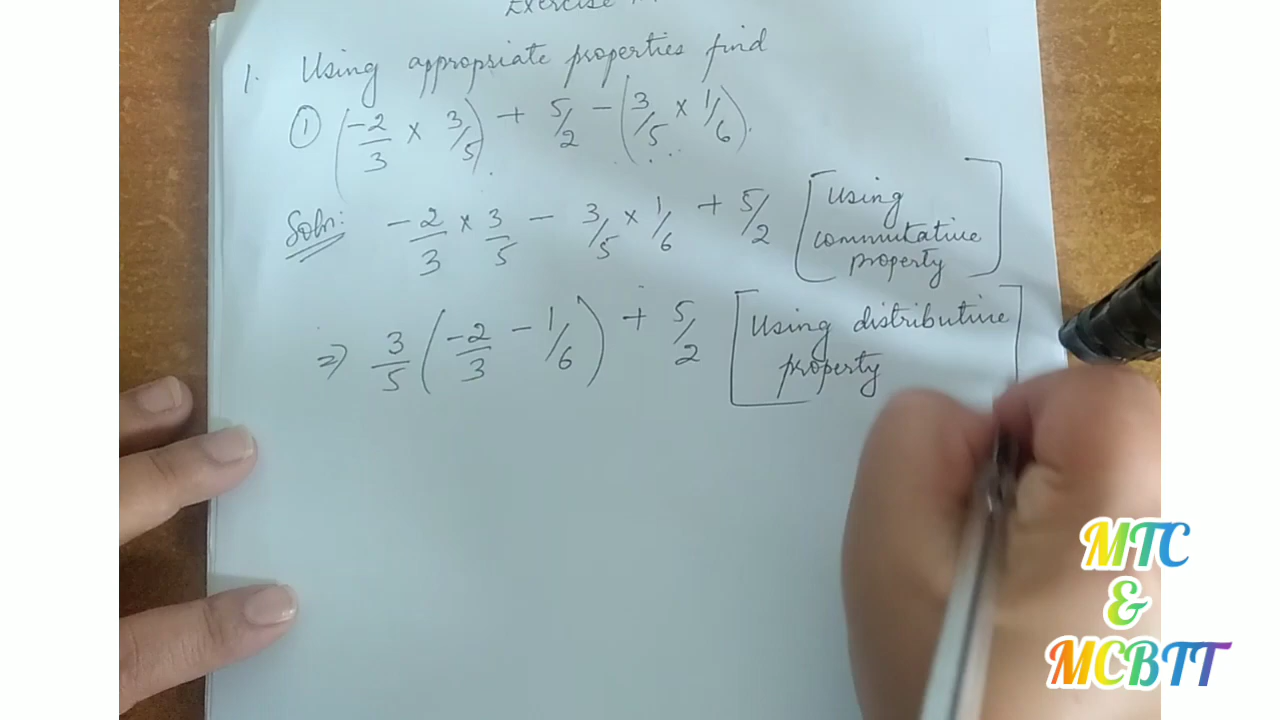 Exercise
1. Using appropriate properties find
① (-2/3 × 3/5) + 5/2 - (3/5 × 1/6).
Soln: -2/3 × 3/5 - 3/5 × 1/6 + 5/2 [Using commutative property]
⇒ 3/5 (-2/3 - 1/6) + 5/2 [Using distributive property]
MTC
&
MCBTT